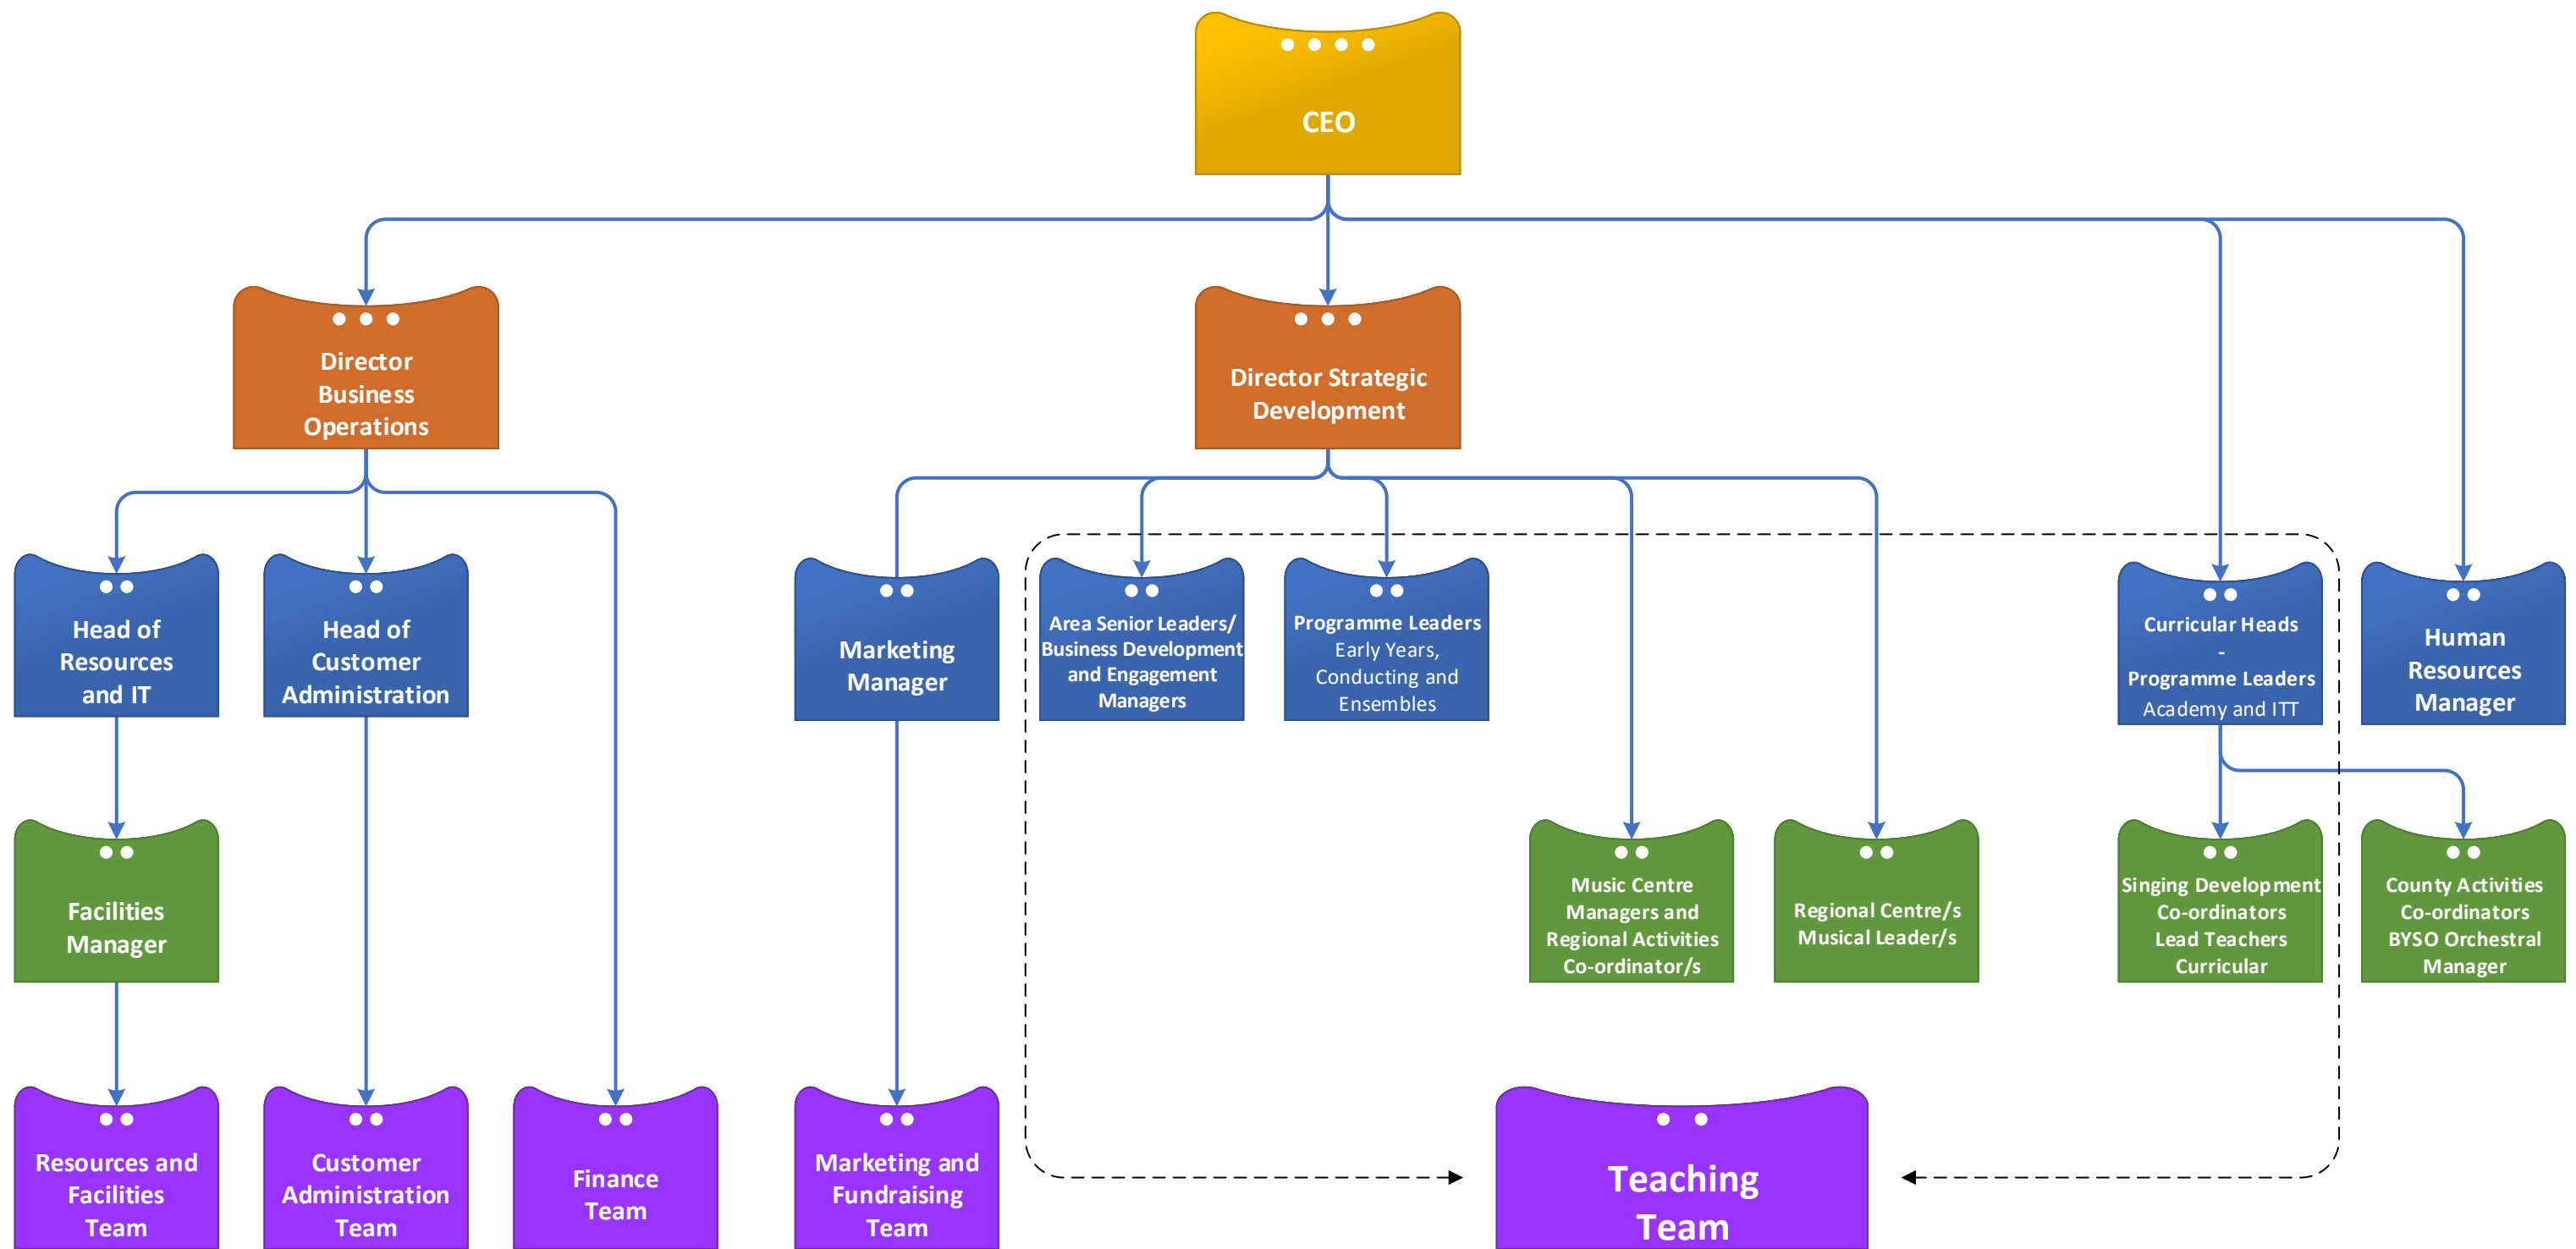 CEO
Director
Business
Operations
Director Strategic
Development
Head of
Resources
and IT
Head of
Customer
Administration
Marketing
Manager
Area Senior Leaders/
Business Development
and Engagement
Managers
Programme Leaders
Early Years,
Conducting and
Ensembles
Curricular Heads
-
Programme Leaders
Academy and ITT
Human
Resources
Manager
Facilities
Manager
Music Centre
Managers and
Regional Activities
Co-ordinator/s
Regional Centre/s
Musical Leader/s
Singing Development
Co-ordinators
Lead Teachers
Curricular
County Activities
Co-ordinators
BYSO Orchestral
Manager
Resources and
Facilities
Team
Customer
Administration
Team
Finance
Team
Marketing and
Fundraising
Team
Teaching
Team